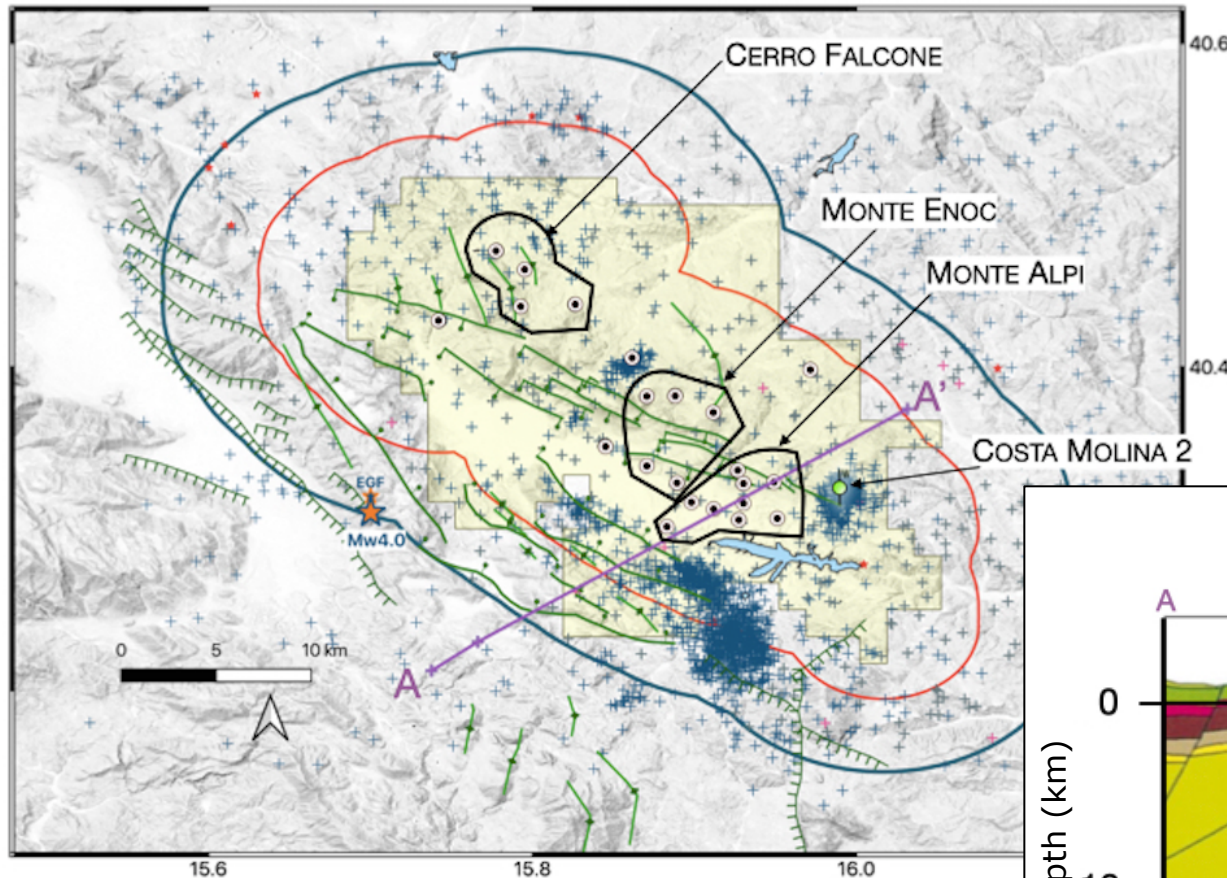 CERRO FALCONE
MONTE ENOC
MONTE ALPI
COSTA MOLINA 2
40.6
40.4
A'
EGF
Mw4.0
A
0 5 10 km
15.6 15.8 16.0
A
0